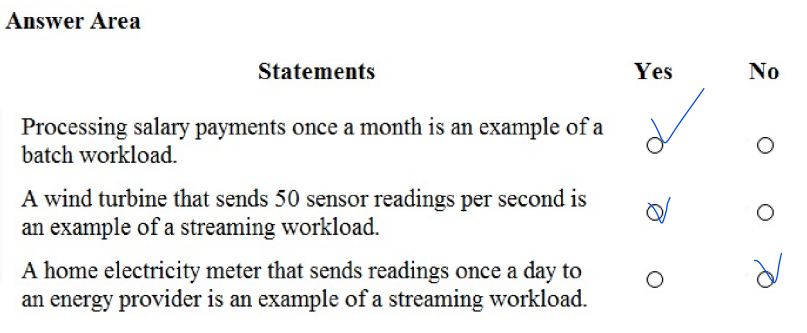 Answer Area
Statements Yes No
Processing salary payments once a month is an example of a
batch workload.
A wind turbine that sends 50 sensor readings per second is
an example of a streaming workload.
A home electricity meter that sends readings once a day to
an energy provider is an example of a streaming workload.